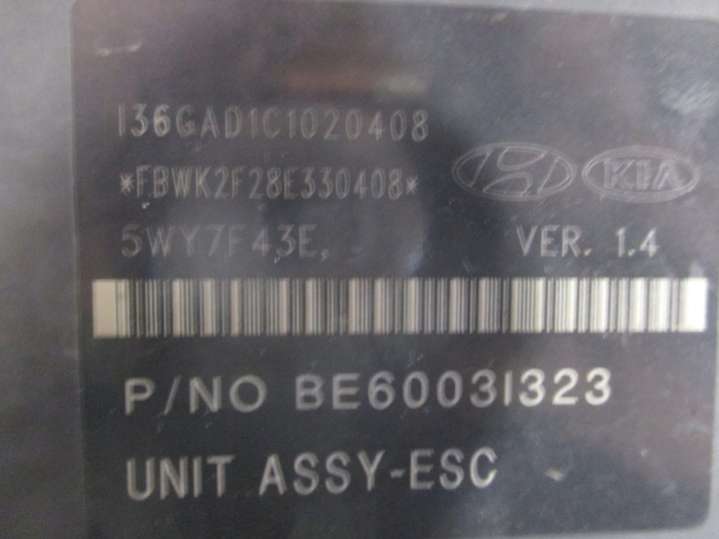 I36GAD1C1020408
*FBWK2F28E330408*
KIA
5WY7F43E, VER. 1.4
P/NO BE6003I323
UNIT ASSY-ESC